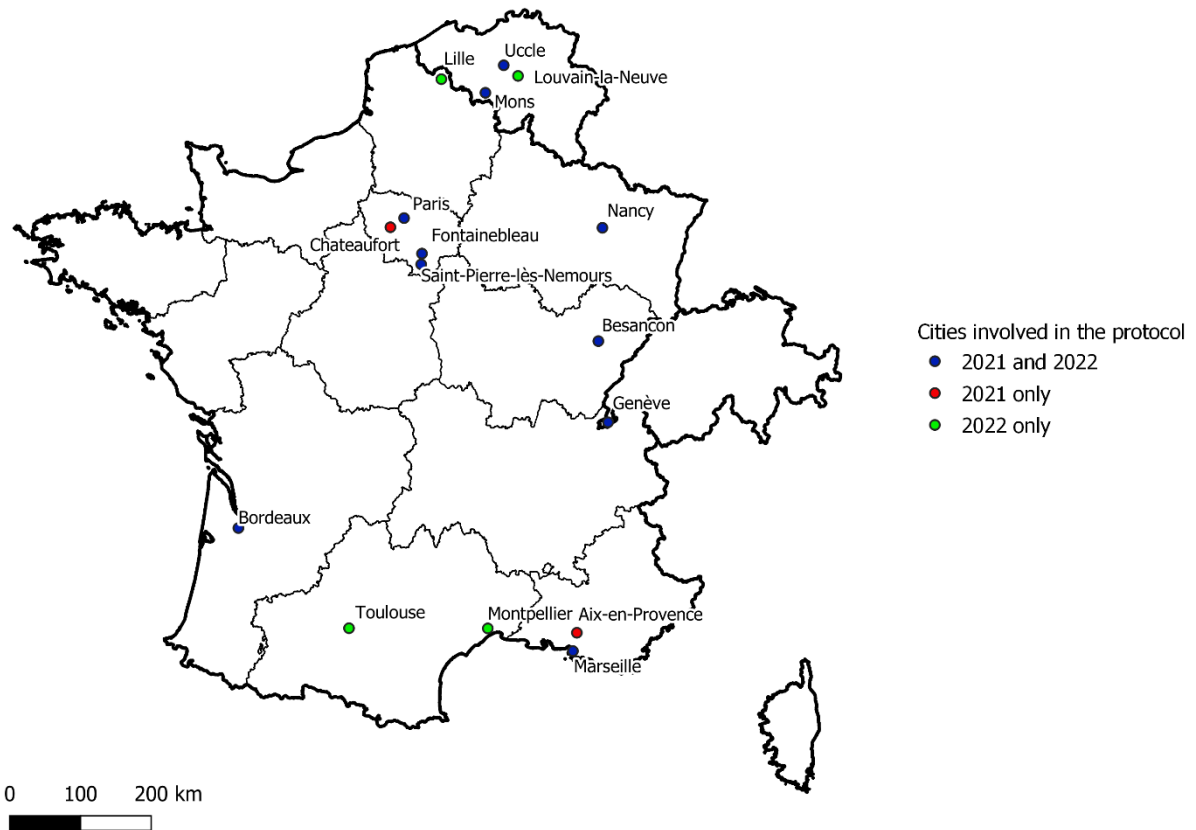 Uccle
Lille
Louvain-la-Neuve
Mons
Paris
Nancy
Chateaufort
Fontainebleau
Saint-Pierre-lès-Nemours
Besançon
Cities involved in the protocol
2021 and 2022
2021 only
2022 only
Genève
Bordeaux
Toulouse
Montpellier
Aix-en-Provence
Marseille
0 100 200 km